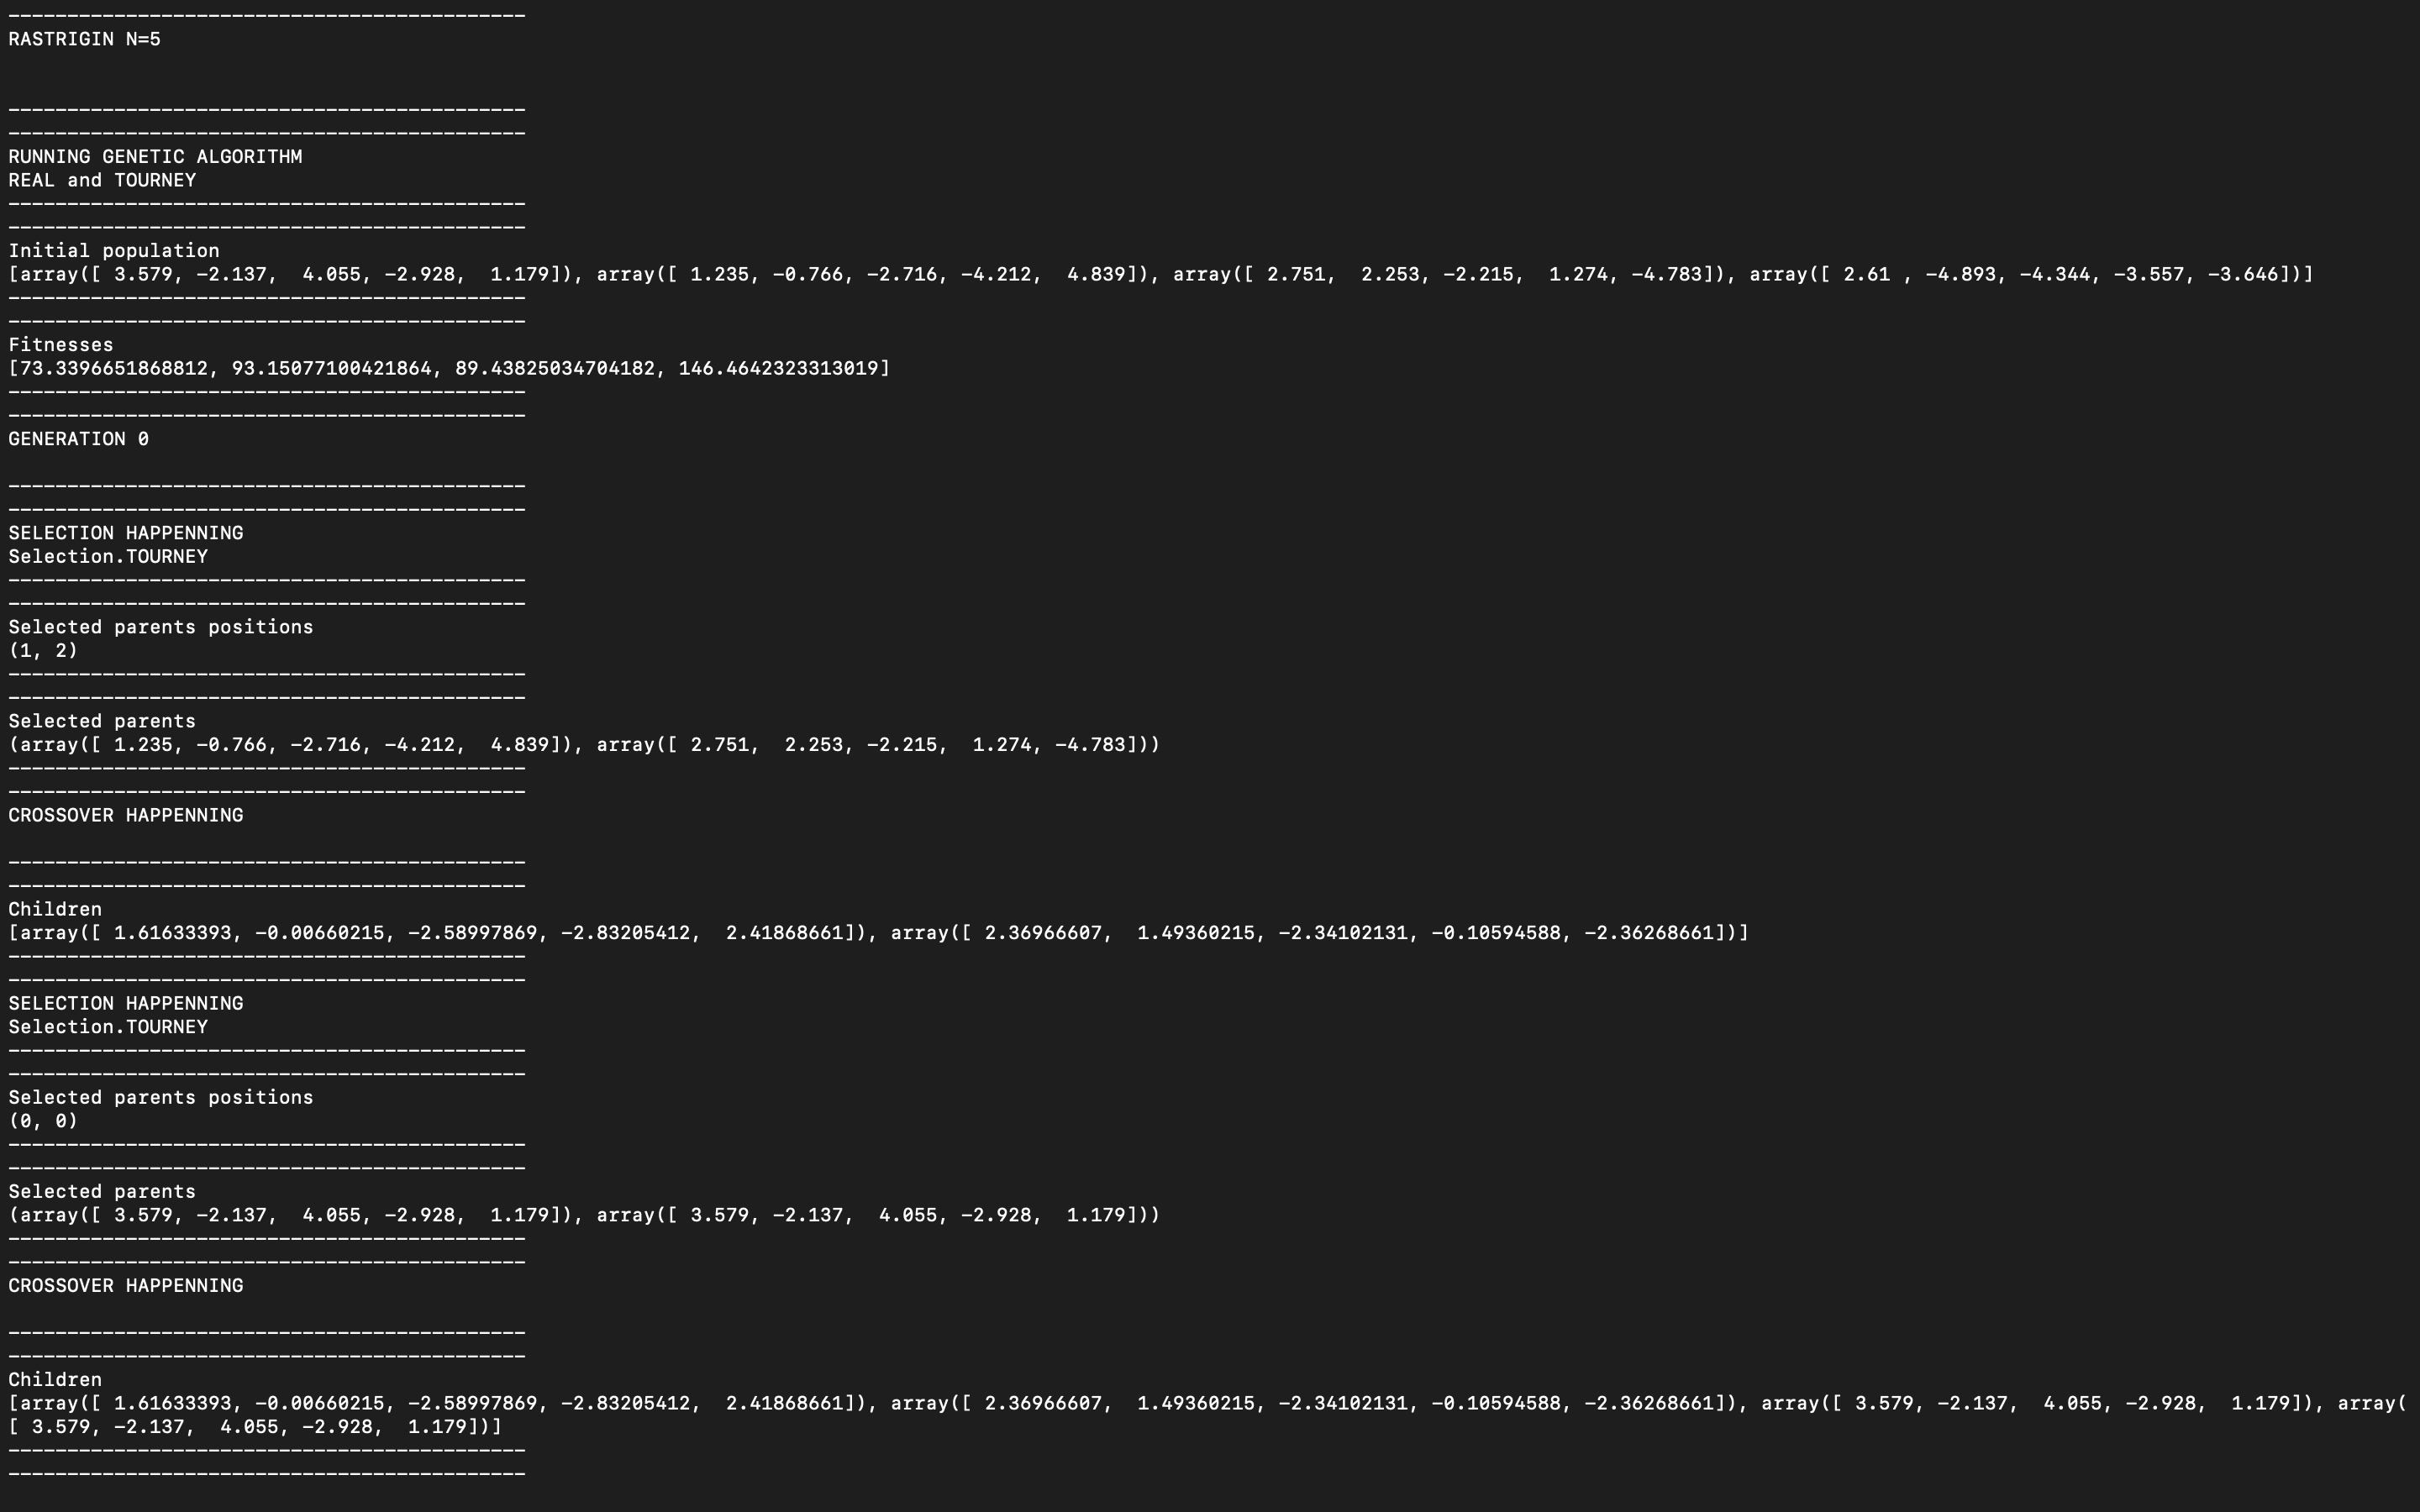 --------------------------------------------
RASTRIGIN N=5
--------------------------------------------
--------------------------------------------
RUNNING GENETIC ALGORITHM
REAL and TOURNEY
--------------------------------------------
--------------------------------------------
Initial population
[array([ 3.579, -2.137,  4.055, -2.928,  1.179]), array([ 1.235, -0.766, -2.716, -4.212,  4.839]), array([ 2.751,  2.253, -2.215,  1.274, -4.783]), array([ 2.61 , -4.893, -4.344, -3.557, -3.646])]
--------------------------------------------
--------------------------------------------
Fitnesses
[73.3396651868812, 93.15077100421864, 89.43825034704182, 146.4642323313019]
--------------------------------------------
--------------------------------------------
GENERATION 0
--------------------------------------------
--------------------------------------------
SELECTION HAPPENNING
Selection.TOURNEY
--------------------------------------------
--------------------------------------------
Selected parents positions
(1, 2)
--------------------------------------------
--------------------------------------------
Selected parents
(array([ 1.235, -0.766, -2.716, -4.212,  4.839]), array([ 2.751,  2.253, -2.215,  1.274, -4.783]))
--------------------------------------------
--------------------------------------------
CROSSOVER HAPPENNING
--------------------------------------------
--------------------------------------------
Children
[array([ 1.61633393, -0.00660215, -2.58997869, -2.83205412,  2.41868661]), array([ 2.36966607,  1.49360215, -2.34102131, -0.10594588, -2.36268661])]
--------------------------------------------
--------------------------------------------
SELECTION HAPPENNING
Selection.TOURNEY
--------------------------------------------
--------------------------------------------
Selected parents positions
(0, 0)
--------------------------------------------
--------------------------------------------
Selected parents
(array([ 3.579, -2.137,  4.055, -2.928,  1.179]), array([ 3.579, -2.137,  4.055, -2.928,  1.179]))
--------------------------------------------
--------------------------------------------
CROSSOVER HAPPENNING
--------------------------------------------
--------------------------------------------
Children
[array([ 1.61633393, -0.00660215, -2.58997869, -2.83205412,  2.41868661]), array([ 2.36966607,  1.49360215, -2.34102131, -0.10594588, -2.36268661]), array([ 3.579, -2.137,  4.055, -2.928,  1.179]), array(
[ 3.579, -2.137,  4.055, -2.928,  1.179])]
--------------------------------------------
--------------------------------------------